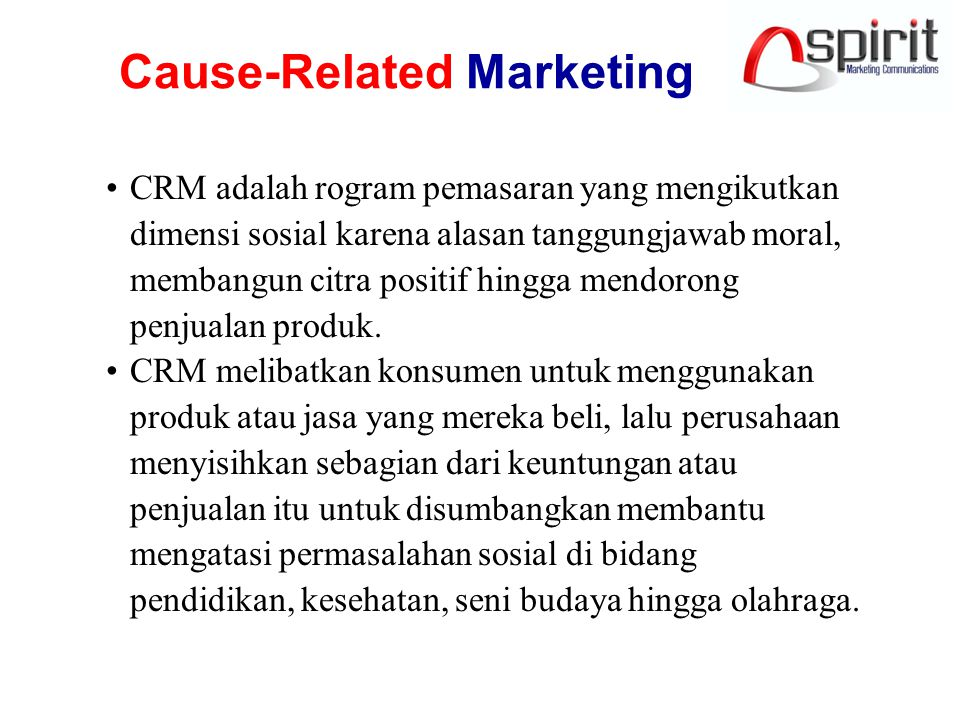 Cause-Related Marketing
spirit
Marketing Communications
• CRM adalah rogram pemasaran yang mengikutkan
dimensi sosial karena alasan tanggungjawab moral,
membangun citra positif hingga mendorong
penjualan produk.
• CRM melibatkan konsumen untuk menggunakan
produk atau jasa yang mereka beli, lalu perusahaan
menyisihkan sebagian dari keuntungan atau
penjualan itu untuk disumbangkan membantu
mengatasi permasalahan sosial di bidang
pendidikan, kesehatan, seni budaya hingga olahraga.